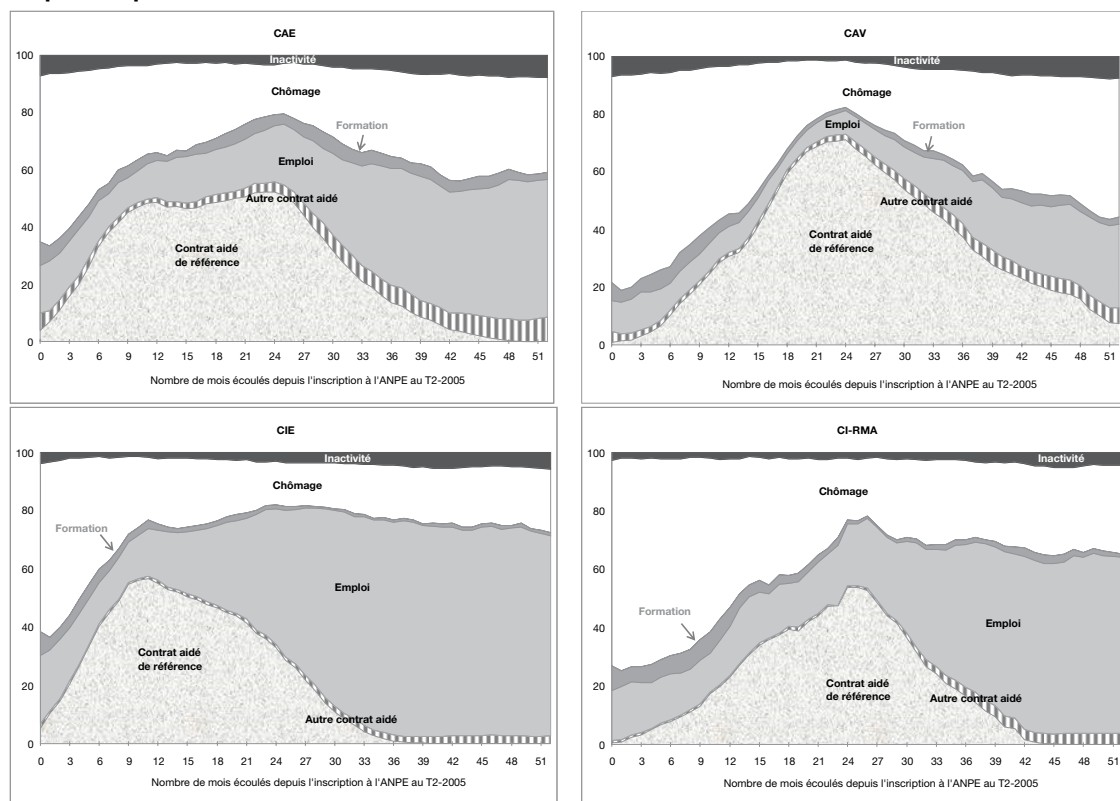 CAE
100
80
60
40
20
0
Inactivité
Chômage
Formation
Emploi
Autre contrat aidé
Contrat aidé
de référence
0 3 6 9 12 15 18 21 24 27 30 33 36 39 42 45 48 51
Nombre de mois écoulés depuis l'inscription à l'ANPE au T2-2005
CAV
100
80
60
40
20
0
Inactivité
Chômage
Emploi
Formation
Autre contrat aidé
Contrat aidé
de référence
0 3 6 9 12 15 18 21 24 27 30 33 36 39 42 45 48 51
Nombre de mois écoulés depuis l'inscription à l'ANPE au T2-2005
CIE
100
80
60
40
20
0
Inactivité
Chômage
Formation
Emploi
Contrat aidé
de référence
Autre contrat aidé
0 3 6 9 12 15 18 21 24 27 30 33 36 39 42 45 48 51
Nombre de mois écoulés depuis l'inscription à l'ANPE au T2-2005
CI-RMA
100
80
60
40
20
0
Inactivité
Chômage
Formation
Emploi
Contrat aidé
de référence
Autre contrat aidé
0 3 6 9 12 15 18 21 24 27 30 33 36 39 42 45 48 51
Nombre de mois écoulés depuis l'inscription à l'ANPE au T2-2005